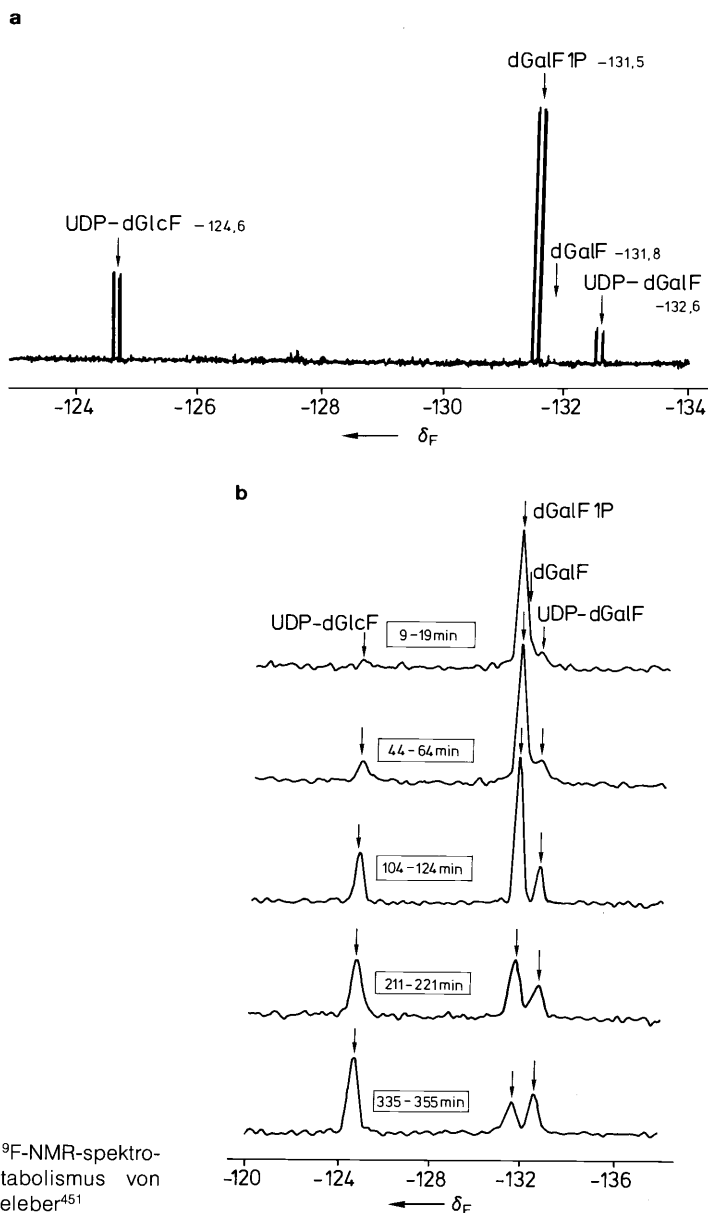 a
dGalF1P -131,5
UDP-dGlcF -124,6
dGalF -131,8
UDP-dGalF
-132,6
-124 -126 -128 -130 -132 -134
← δF
b
dGalF1P
dGalF
UDP-dGlcF 9-19min UDP-dGalF
44-64min
104-124min
211-221min
335-355min
⁹F-NMR-spektro-
tabolismus von
eleber⁴⁵¹
-120 -124 -128 -132 -136
← δF